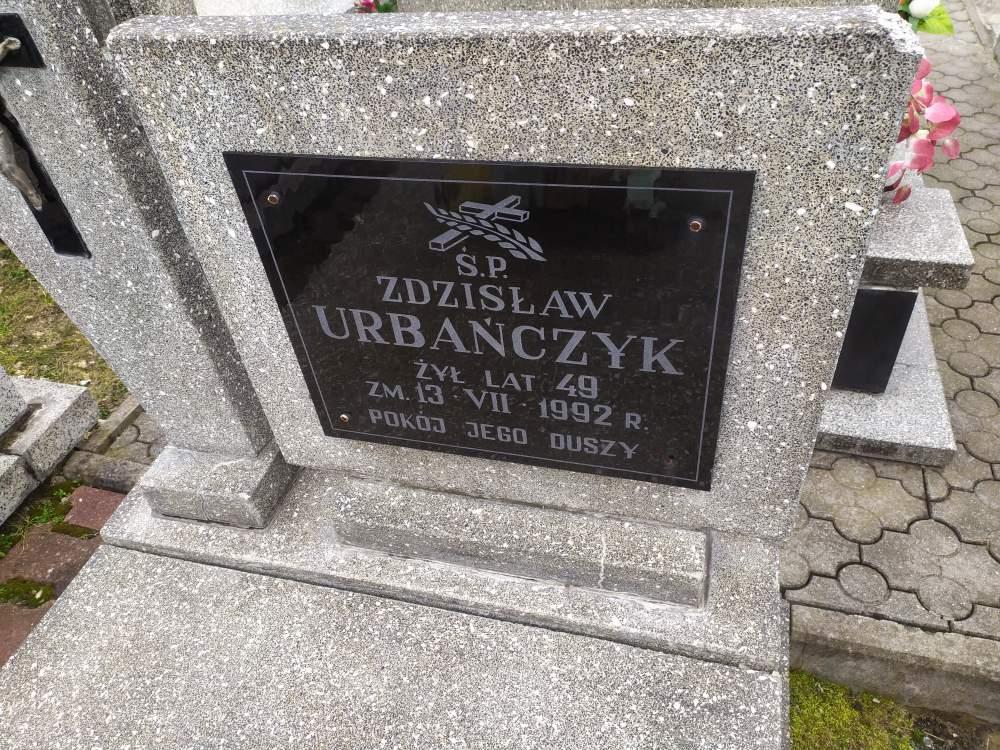 Ś.P.
ZDZISŁAW
URBAŃCZYK
ŻYŁ LAT 49
ZM. 13 VII 1992 R.
POKÓJ JEGO DUSZY